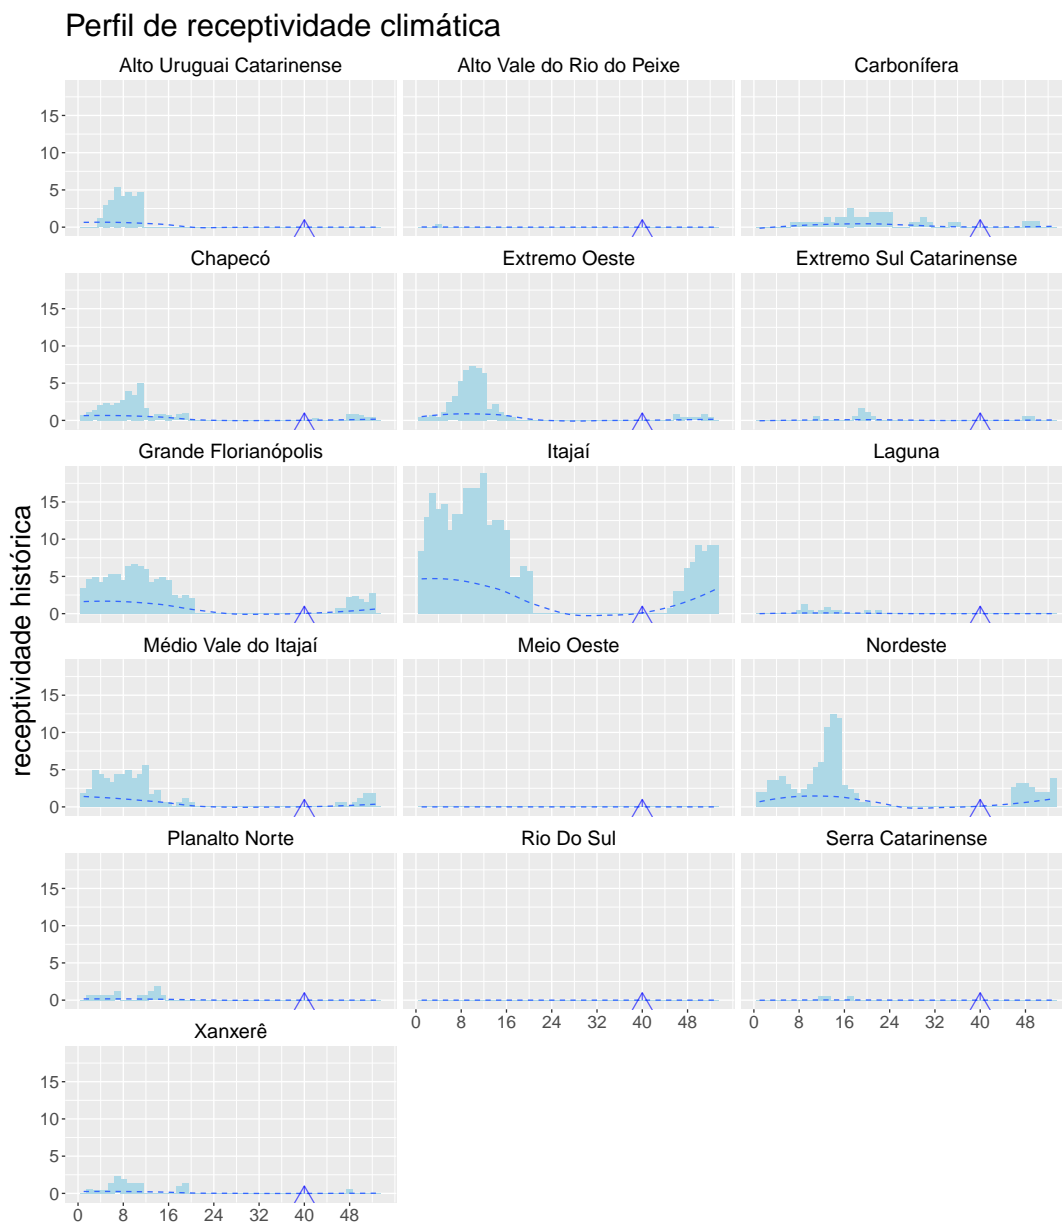 Perfil de receptividade climática
Alto Uruguai Catarinense
Alto Vale do Rio do Peixe
Carbonífera
15
10
5
0
Chapecó
Extremo Oeste
Extremo Sul Catarinense
15
10
5
0
Grande Florianópolis
Itajaí
Laguna
15
10
5
0
receptividade histórica
Médio Vale do Itajaí
Meio Oeste
Nordeste
15
10
5
0
Planalto Norte
Rio Do Sul
Serra Catarinense
15
10
5
0
0 8 16 24 32 40 48
0 8 16 24 32 40 48
Xanxerê
15
10
5
0
0 8 16 24 32 40 48